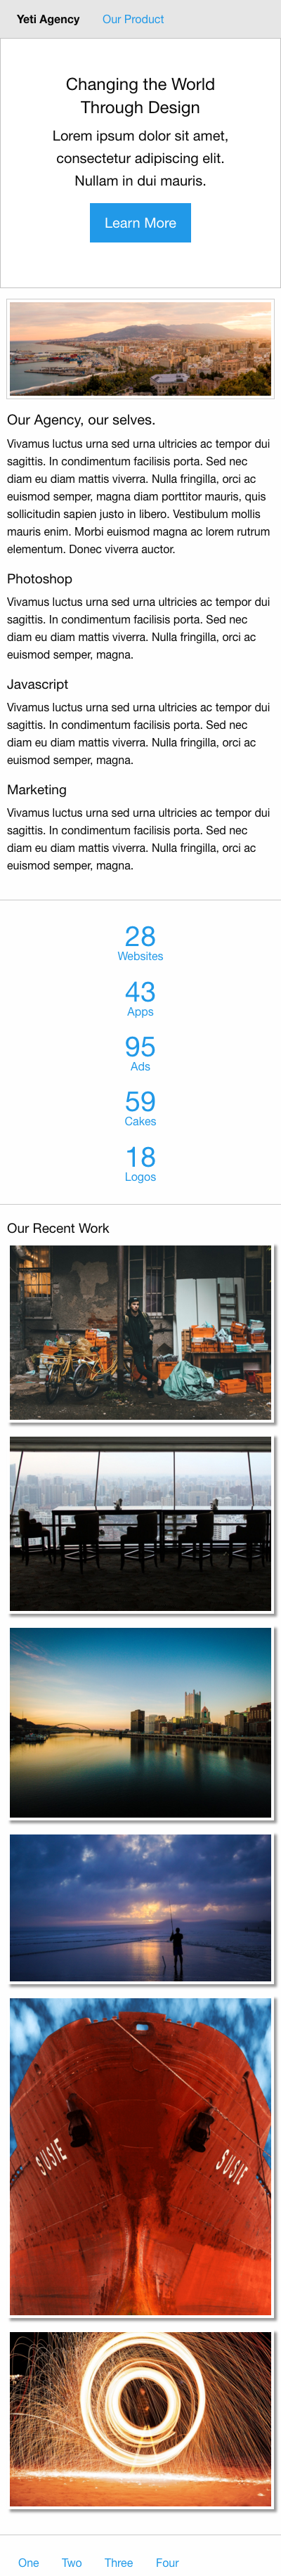 Yeti Agency Our Product
Changing the World
Through Design
Lorem ipsum dolor sit amet,
consectetur adipiscing elit.
Nullam in dui mauris.
Learn More
Our Agency, our selves.
Vivamus luctus urna sed urna ultricies ac tempor dui
sagittis. In condimentum facilisis porta. Sed nec
diam eu diam mattis viverra. Nulla fringilla, orci ac
euismod semper, magna diam porttitor mauris, quis
sollicitudin sapien justo in libero. Vestibulum mollis
mauris enim. Morbi euismod magna ac lorem rutrum
elementum. Donec viverra auctor.
Photoshop
Vivamus luctus urna sed urna ultricies ac tempor dui
sagittis. In condimentum facilisis porta. Sed nec
diam eu diam mattis viverra. Nulla fringilla, orci ac
euismod semper, magna.
Javascript
Vivamus luctus urna sed urna ultricies ac tempor dui
sagittis. In condimentum facilisis porta. Sed nec
diam eu diam mattis viverra. Nulla fringilla, orci ac
euismod semper, magna.
Marketing
Vivamus luctus urna sed urna ultricies ac tempor dui
sagittis. In condimentum facilisis porta. Sed nec
diam eu diam mattis viverra. Nulla fringilla, orci ac
euismod semper, magna.
28
Websites
43
Apps
95
Ads
59
Cakes
18
Logos
Our Recent Work
SUSIE SUSIE
One Two Three Four